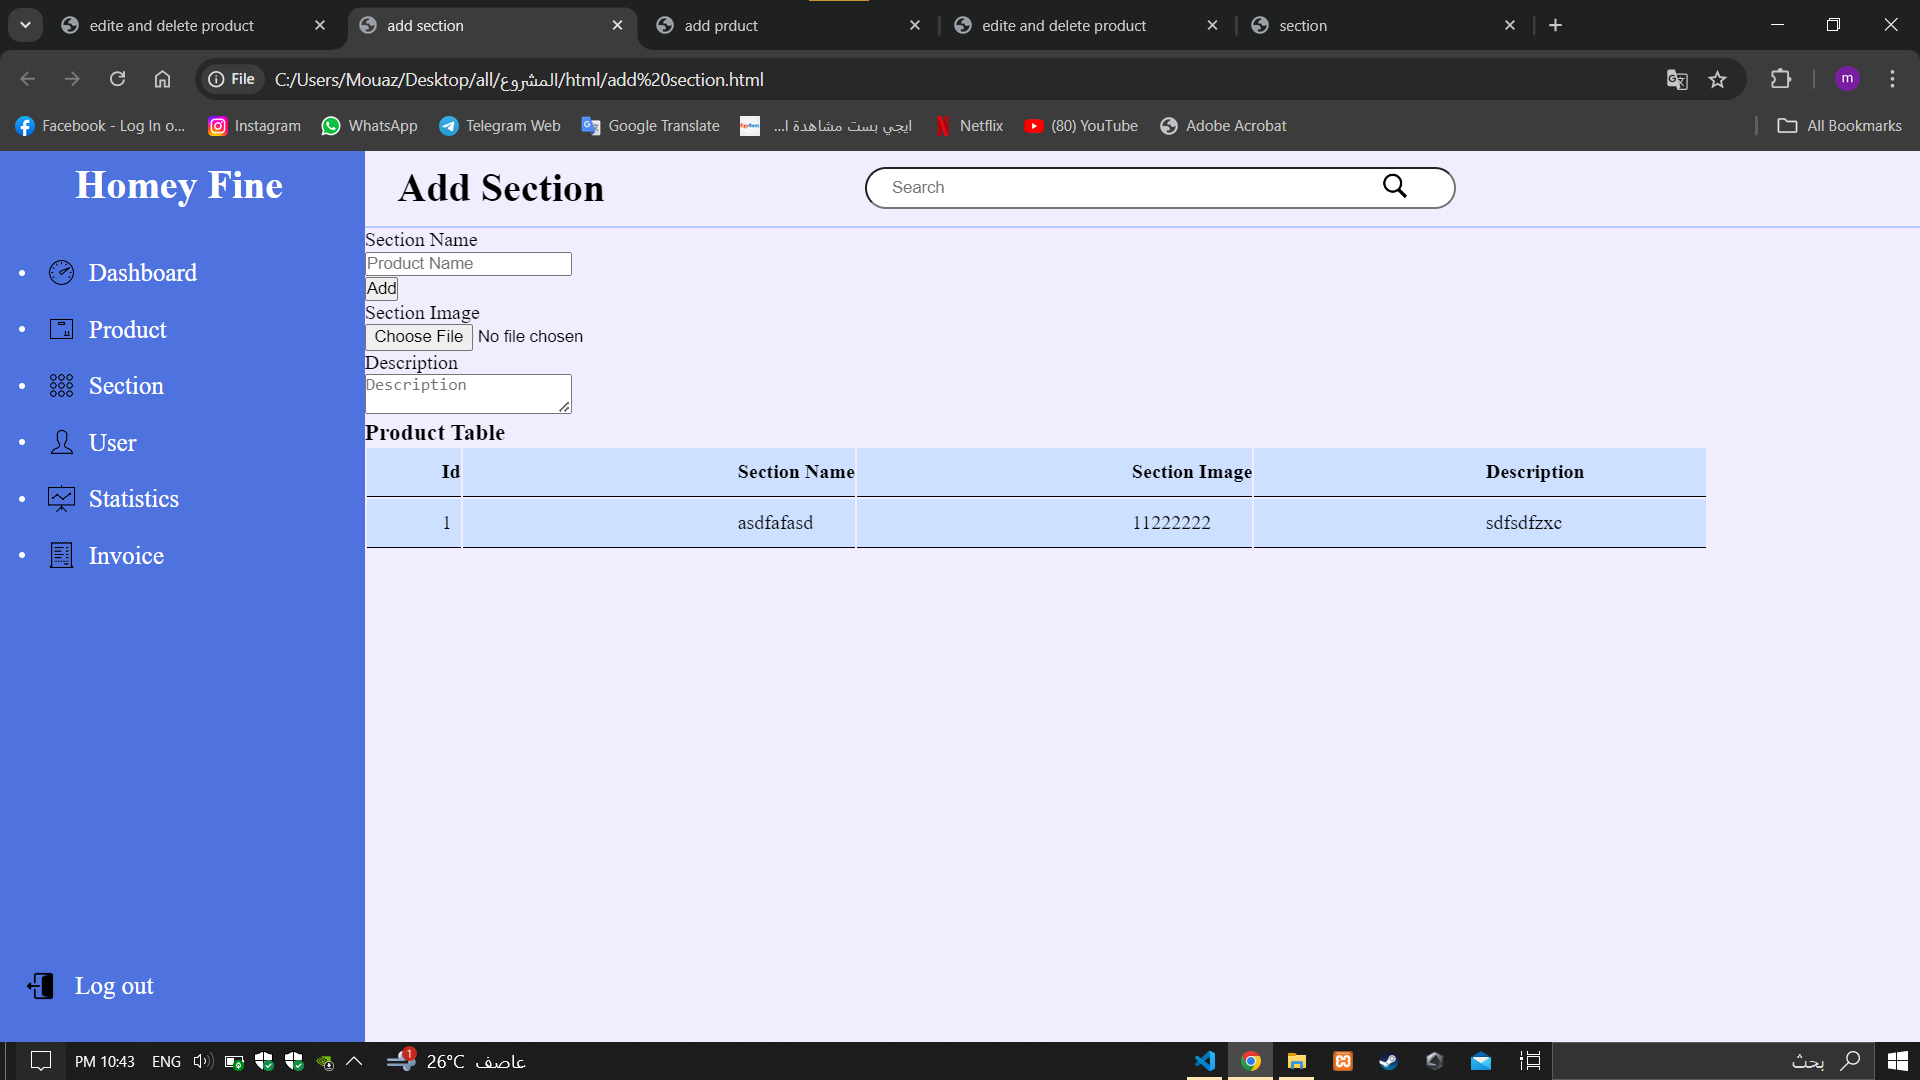 edite and delete product
add section
add prduct
edite and delete product
section
File
C:/Users/Mouaz/Desktop/all/المشروع/html/add%20section.html
m
Facebook - Log In o...
Instagram
WhatsApp
Telegram Web
Google Translate
ايجي بست مشاهدة ا...
Netflix
(80) YouTube
Adobe Acrobat
All Bookmarks
Homey Fine
Dashboard
Product
Section
User
Statistics
Invoice
Log out
Add Section
Search
Section Name
Product Name
Add
Section Image
Choose File No file chosen
Description
Description
Product Table
Id Section Name Section Image Description
1 asdfafasd 11222222 sdfsdfzxc
PM 10:43
ENG
1
26°C عاصف
بحث